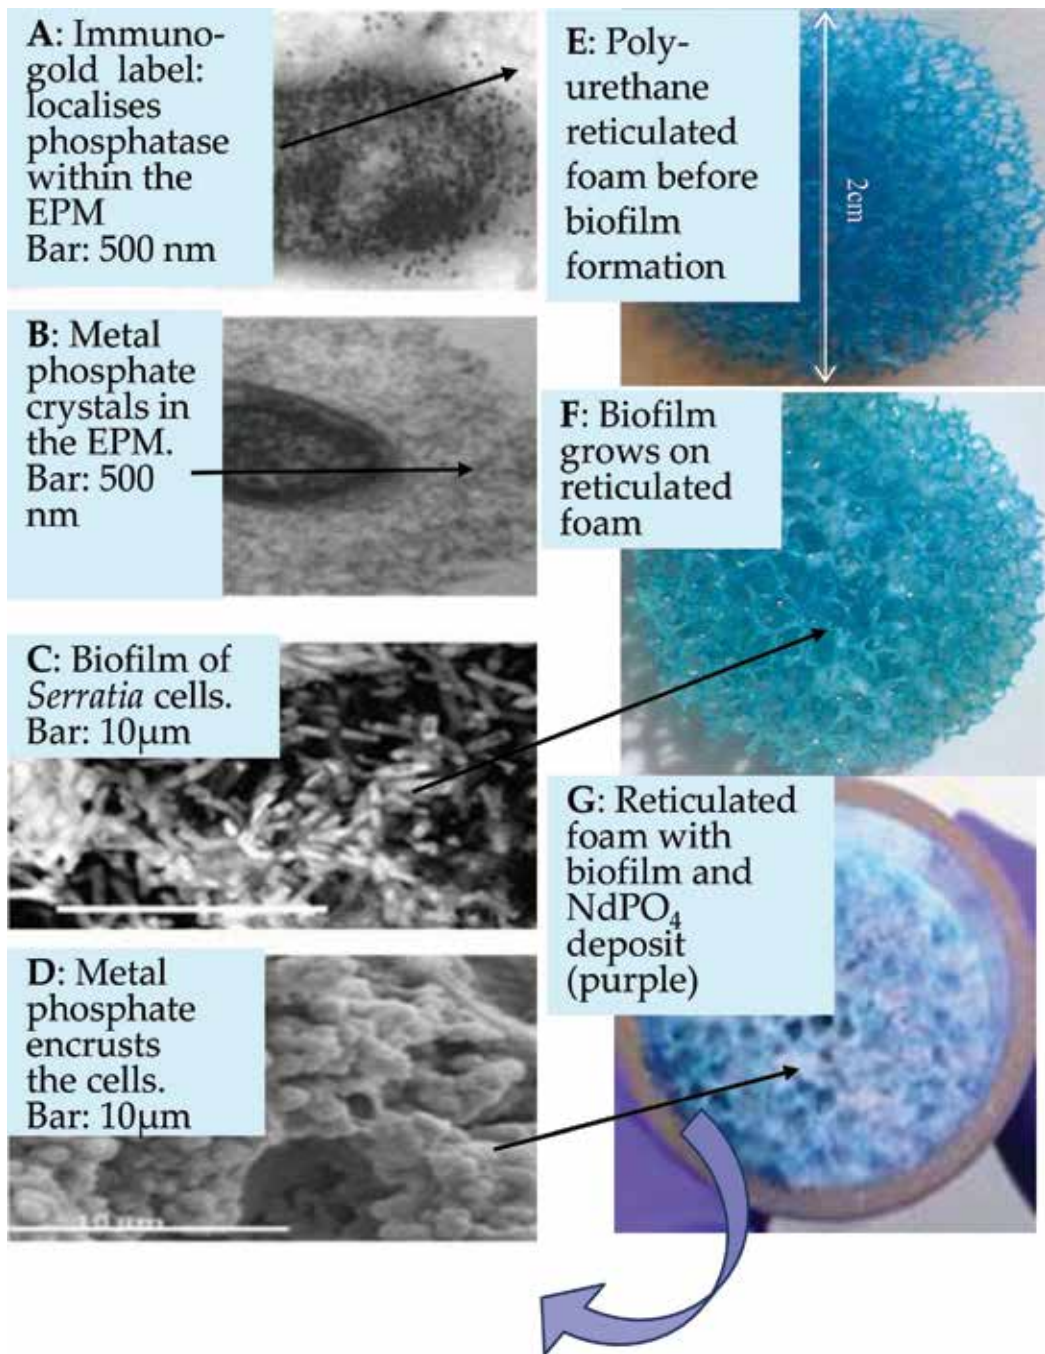 A: Immuno-
gold label:
localises
phosphatase
within the
EPM
Bar: 500 nm
B: Metal
phosphate
crystals in
the EPM.
Bar: 500
nm
C: Biofilm of
Serratia cells.
Bar: 10µm
D: Metal
phosphate
encrusts
the cells.
Bar: 10µm
10 µm
E: Poly-
urethane
reticulated
foam before
biofilm
formation
2cm
F: Biofilm
grows on
reticulated
foam
G: Reticulated
foam with
biofilm and
NdPO₄
deposit
(purple)